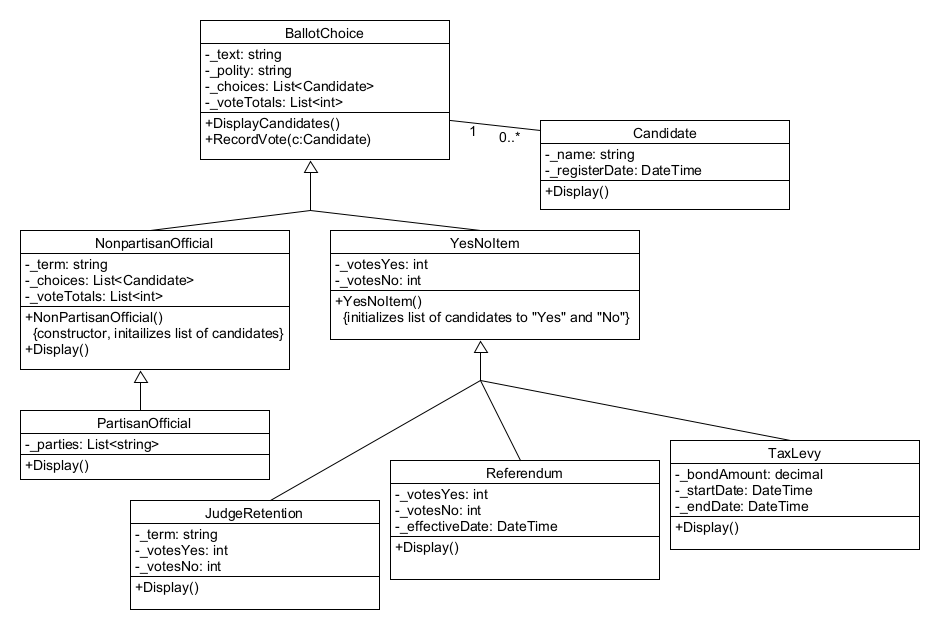 BallotChoice
-_text: string
-_polity: string
-_choices: List<Candidate>
-_voteTotals: List<int>
+DisplayCandidates()
+RecordVote(c:Candidate)
1
0..*
Candidate
-_name: string
-_registerDate: DateTime
+Display()
NonpartisanOfficial
-_term: string
-_choices: List<Candidate>
-_voteTotals: List<int>
+NonPartisanOfficial()
{constructor, initailizes list of candidates}
+Display()
YesNoItem
-_votesYes: int
-_votesNo: int
+YesNoItem()
{initializes list of candidates to "Yes" and "No"}
PartisanOfficial
-_parties: List<string>
+Display()
JudgeRetention
-_term: string
-_votesYes: int
-_votesNo: int
+Display()
Referendum
-_votesYes: int
-_votesNo: int
-_effectiveDate: DateTime
+Display()
TaxLevy
-_bondAmount: decimal
-_startDate: DateTime
-_endDate: DateTime
+Display()